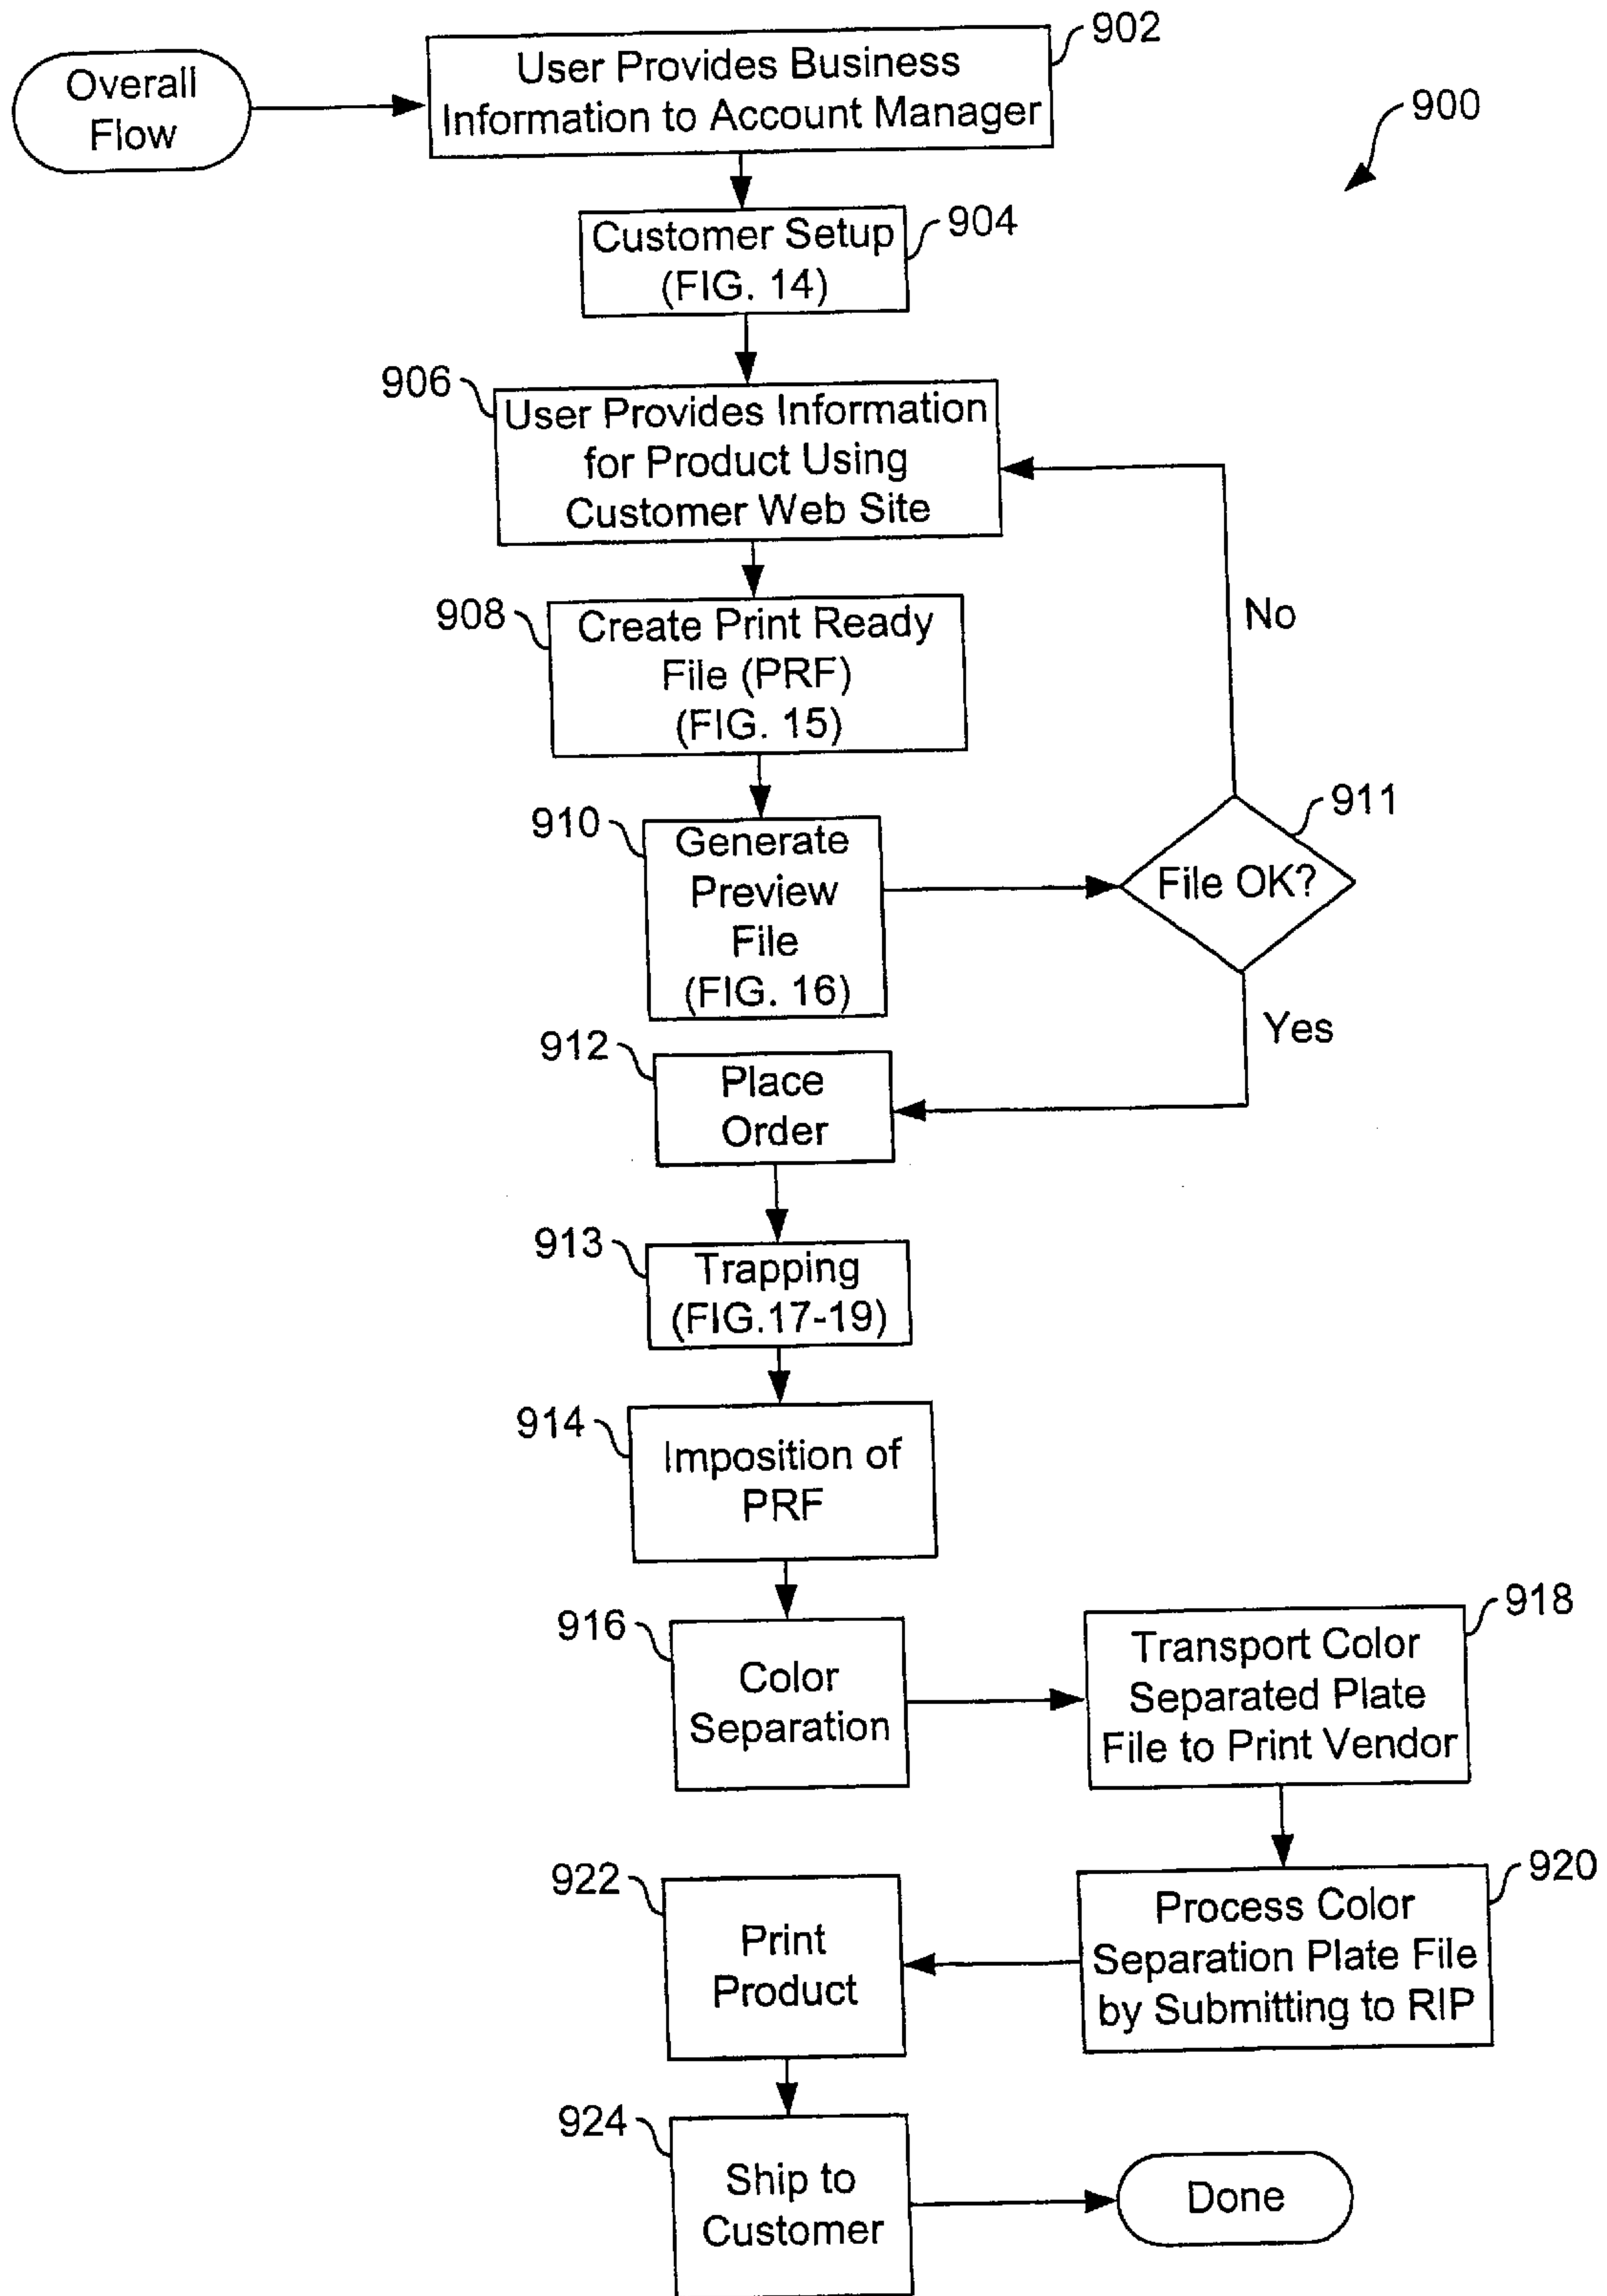 Overall
Flow
902
User Provides Business
Information to Account Manager
900
904
Customer Setup
(FIG. 14)
906
User Provides Information
for Product Using
Customer Web Site
908
Create Print Ready
File (PRF)
(FIG. 15)
No
910
Generate
Preview
File
(FIG. 16)
911
File OK?
Yes
912
Place
Order
913
Trapping
(FIG.17-19)
914
Imposition of
PRF
916
Color
Separation
918
Transport Color
Separated Plate
File to Print Vendor
920
Process Color
Separation Plate File
by Submitting to RIP
922
Print
Product
924
Ship to
Customer
Done